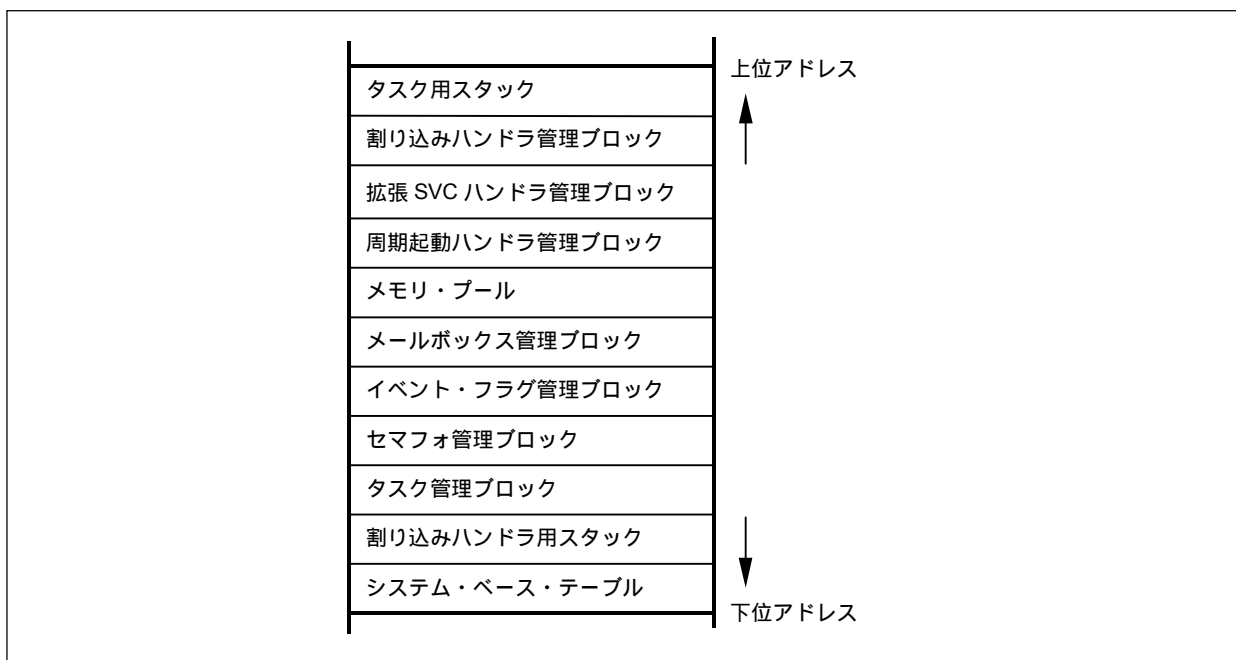 上位アドレス
タスク用スタック
割り込みハンドラ管理ブロック
拡張 SVC ハンドラ管理ブロック
周期起動ハンドラ管理ブロック
メモリ・プール
メールボックス管理ブロック
イベント・フラグ管理ブロック
セマフォ管理ブロック
タスク管理ブロック
割り込みハンドラ用スタック
システム・ベース・テーブル
下位アドレス